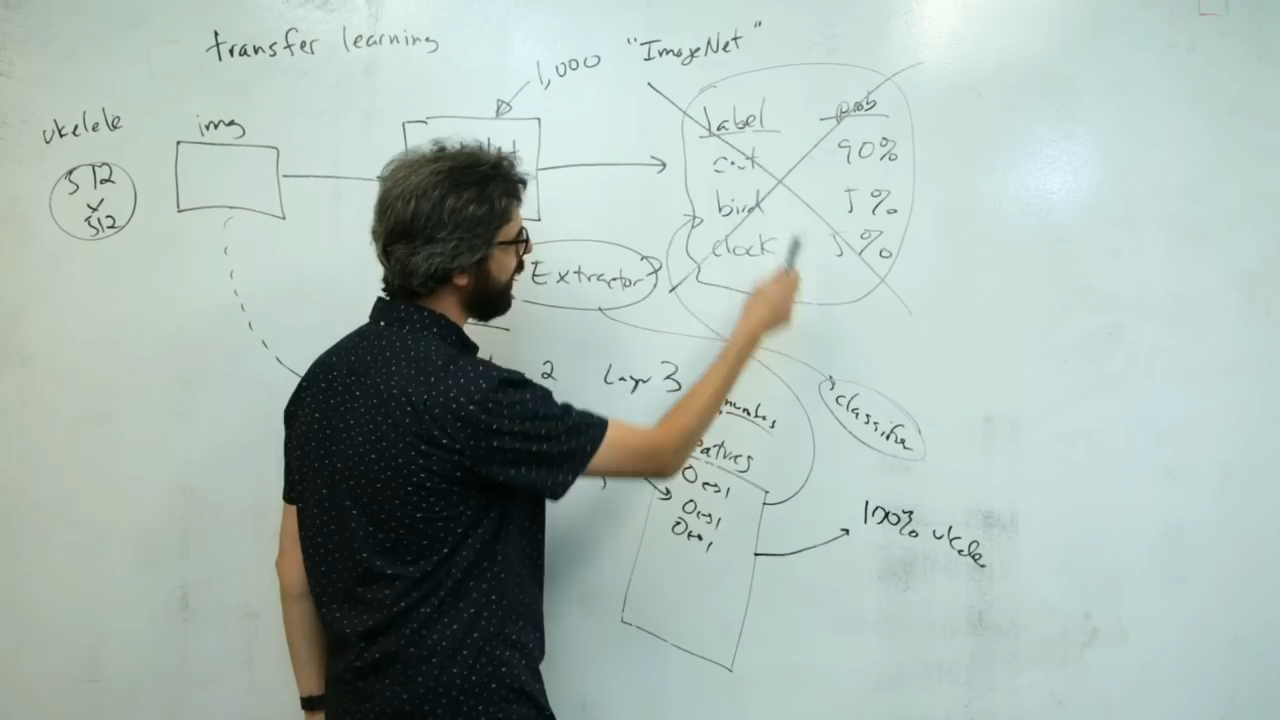 transfer learning
1,000
"ImageNet"
ukelele
512
x
512
img
label prob
cat 90%
bird 5%
clock 5%
Extractor
2
Layer 3
classifier
0↔1
0↔1
0↔1
100% ukele